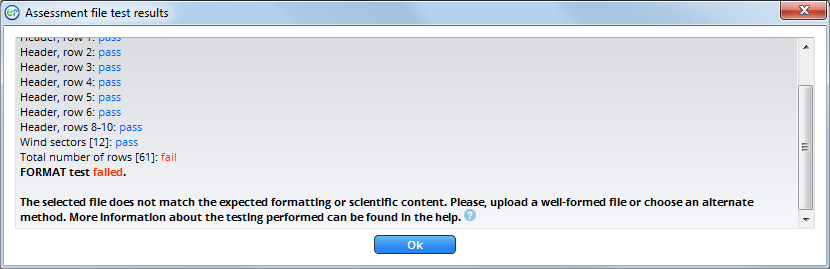 Assessment file test results
Header, row 1: pass
Header, row 2: pass
Header, row 3: pass
Header, row 4: pass
Header, row 5: pass
Header, row 6: pass
Header, rows 8-10: pass
Wind sectors [12]: pass
Total number of rows [61]: fail
FORMAT test failed.
The selected file does not match the expected formatting or scientific content. Please, upload a well-formed file or choose an alternate
method. More information about the testing performed can be found in the help. ?
Ok